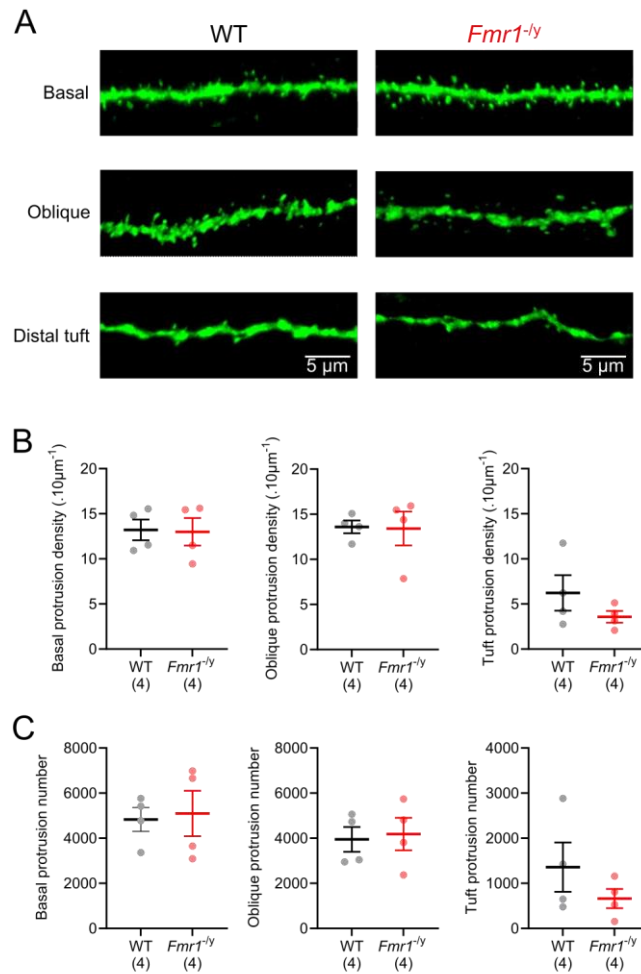 A
WT
Fmr1-/y
Basal
Oblique
Distal tuft
5 µm
5 µm
B
Basal protrusion density (.10µm-1)
20
15
10
5
0
WT
(4)
Fmr1-/y
(4)
Oblique protrusion density (.10µm-1)
20
15
10
5
0
WT
(4)
Fmr1-/y
(4)
Tuft protrusion density (.10µm-1)
20
15
10
5
0
WT
(4)
Fmr1-/y
(4)
C
Basal protrusion number
8000
6000
4000
2000
0
WT
(4)
Fmr1-/y
(4)
Oblique protrusion number
8000
6000
4000
2000
0
WT
(4)
Fmr1-/y
(4)
Tuft protrusion number
4000
3000
2000
1000
0
WT
(4)
Fmr1-/y
(4)